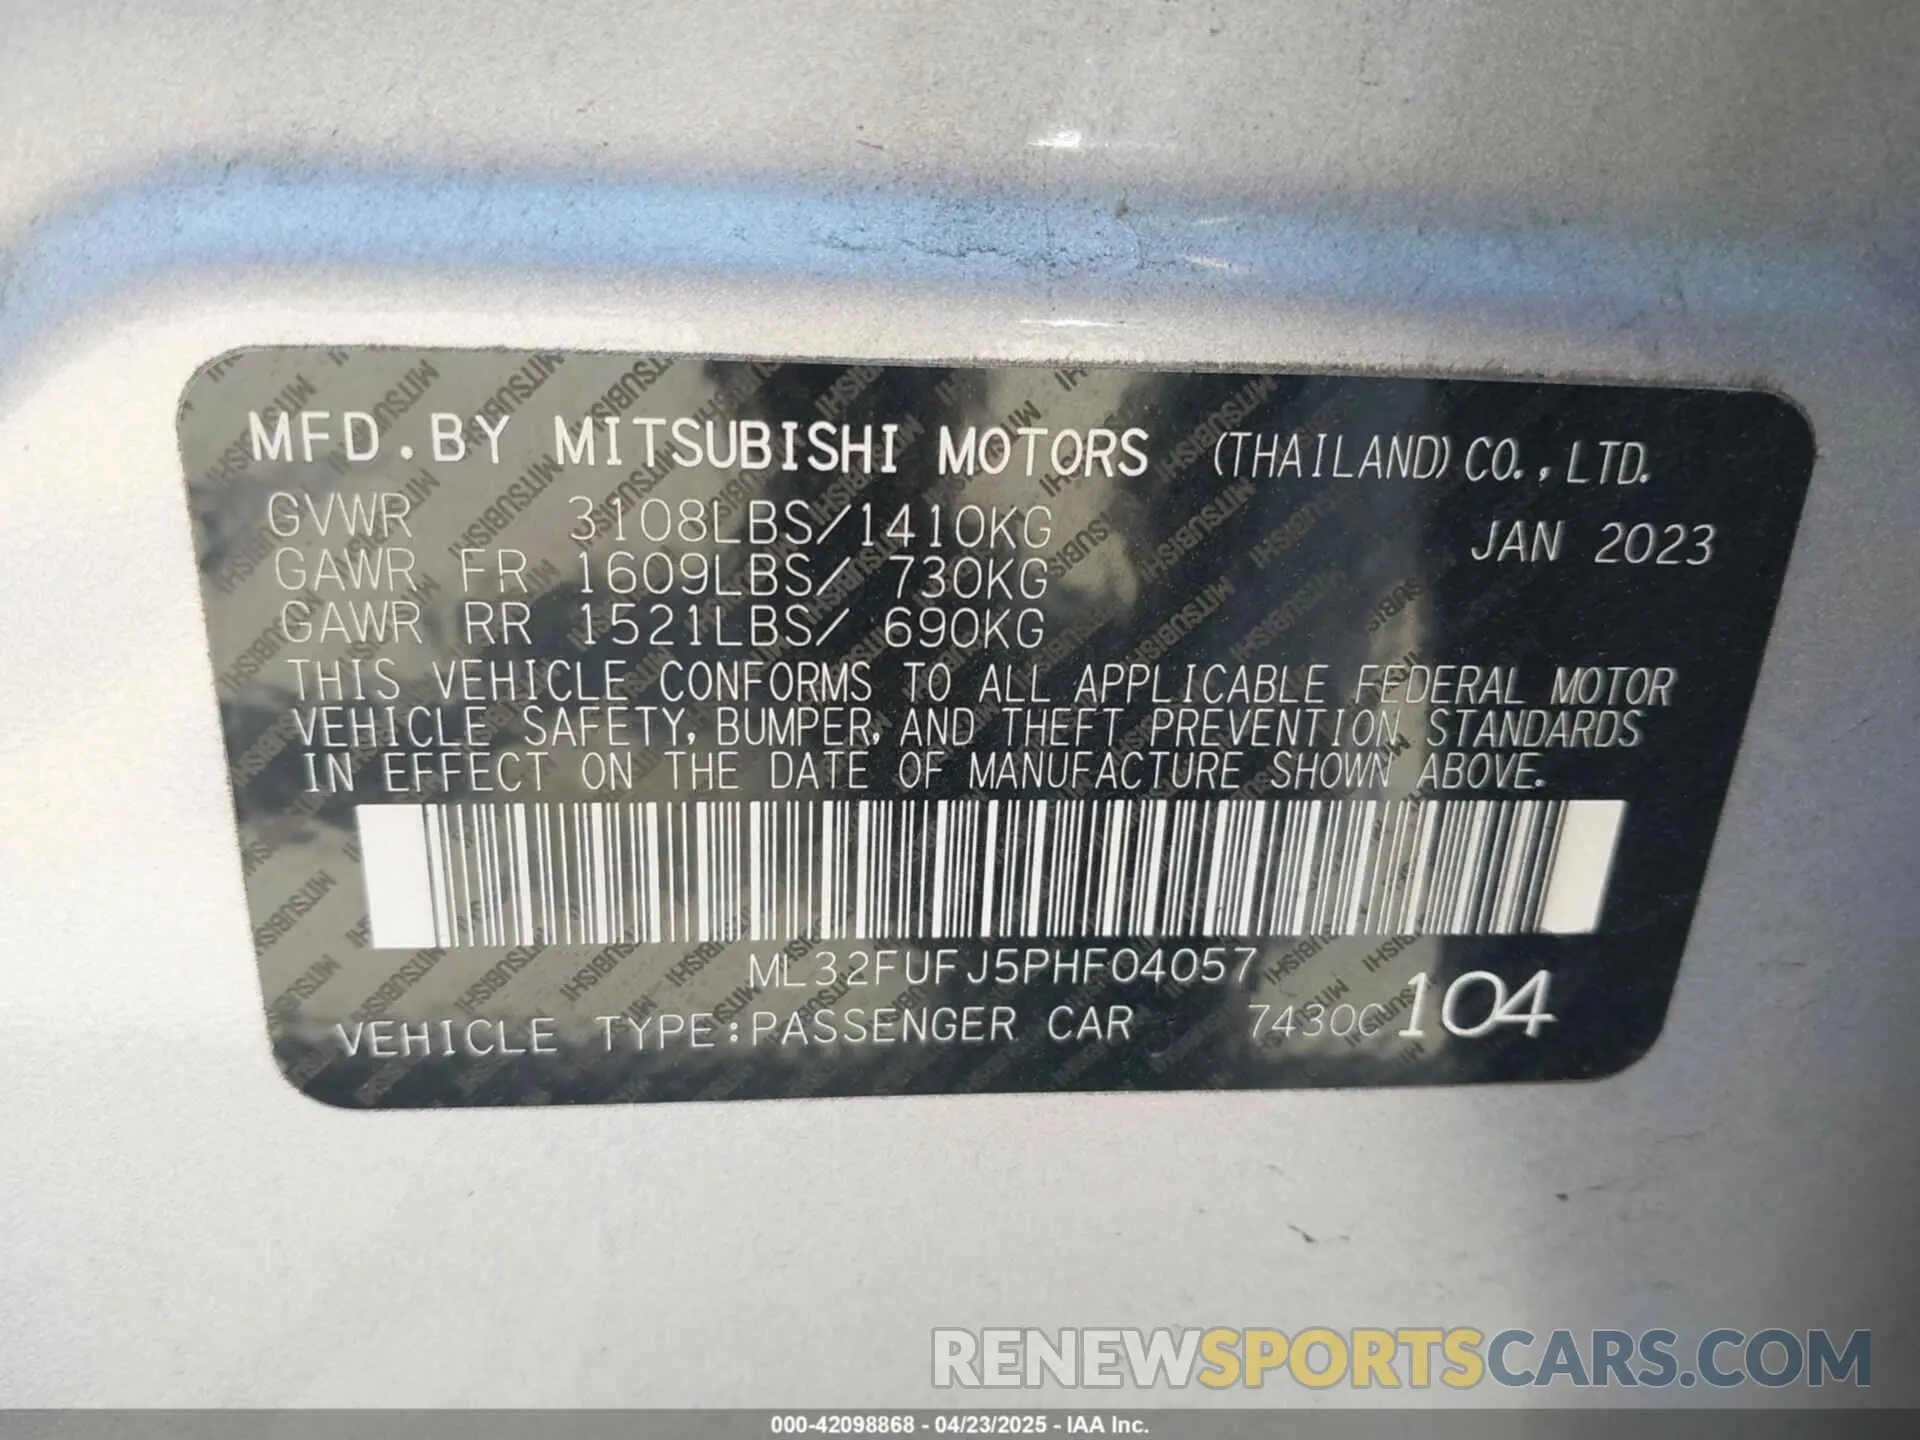 MFD.BY MITSUBISHI MOTORS (THAILAND) CO.,LTD.
GVWR 3108LBS/1410KG JAN 2023
GAWR FR 1609LBS/ 730KG
GAWR RR 1521LBS/ 690KG
THIS VEHICLE CONFORMS TO ALL APPLICABLE FEDERAL MOTOR
VEHICLE SAFETY, BUMPER, AND THEFT PREVENTION STANDARDS
IN EFFECT ON THE DATE OF MANUFACTURE SHOWN ABOVE.
ML32FUFJ5PHF04057
VEHICLE TYPE:PASSENGER CAR 104
RENEWSPORTSCARS.COM
000-42098868 - 04/23/2025 - IAA Inc.